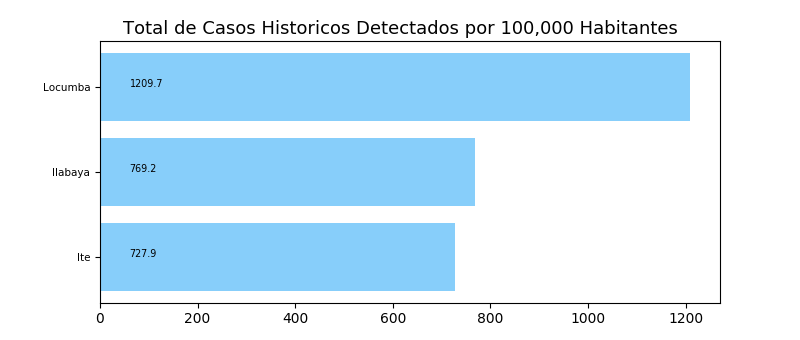 Total de Casos Historicos Detectados por 100,000 Habitantes
Locumba
1209.7
Ilabaya
769.2
Ite
727.9
0 200 400 600 800 1000 1200